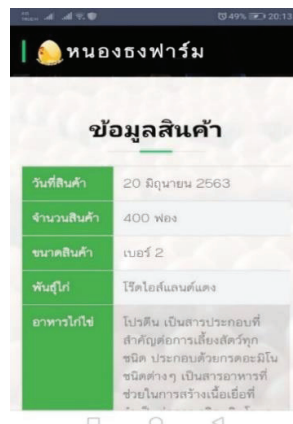 49% 20:13
หนองธงฟาร์ม
ข้อมูลสินค้า
วันที่สินค้า 20 มิถุนายน 2563
จำนวนสินค้า 400 ฟอง
ขนาดสินค้า เบอร์ 2
พันธุ์ไก่ โร๊ดไอส์แลนด์แดง
อาหารไก่ไข่ โปรตีน เป็นสารประกอบที่
สำคัญต่อการเลี้ยงสัตว์ทุก
ชนิด ประกอบด้วยกรดอะมิโน
ชนิดต่างๆ เป็นสารอาหารที่
ช่วยในการสร้างเนื้อเยื่อที่